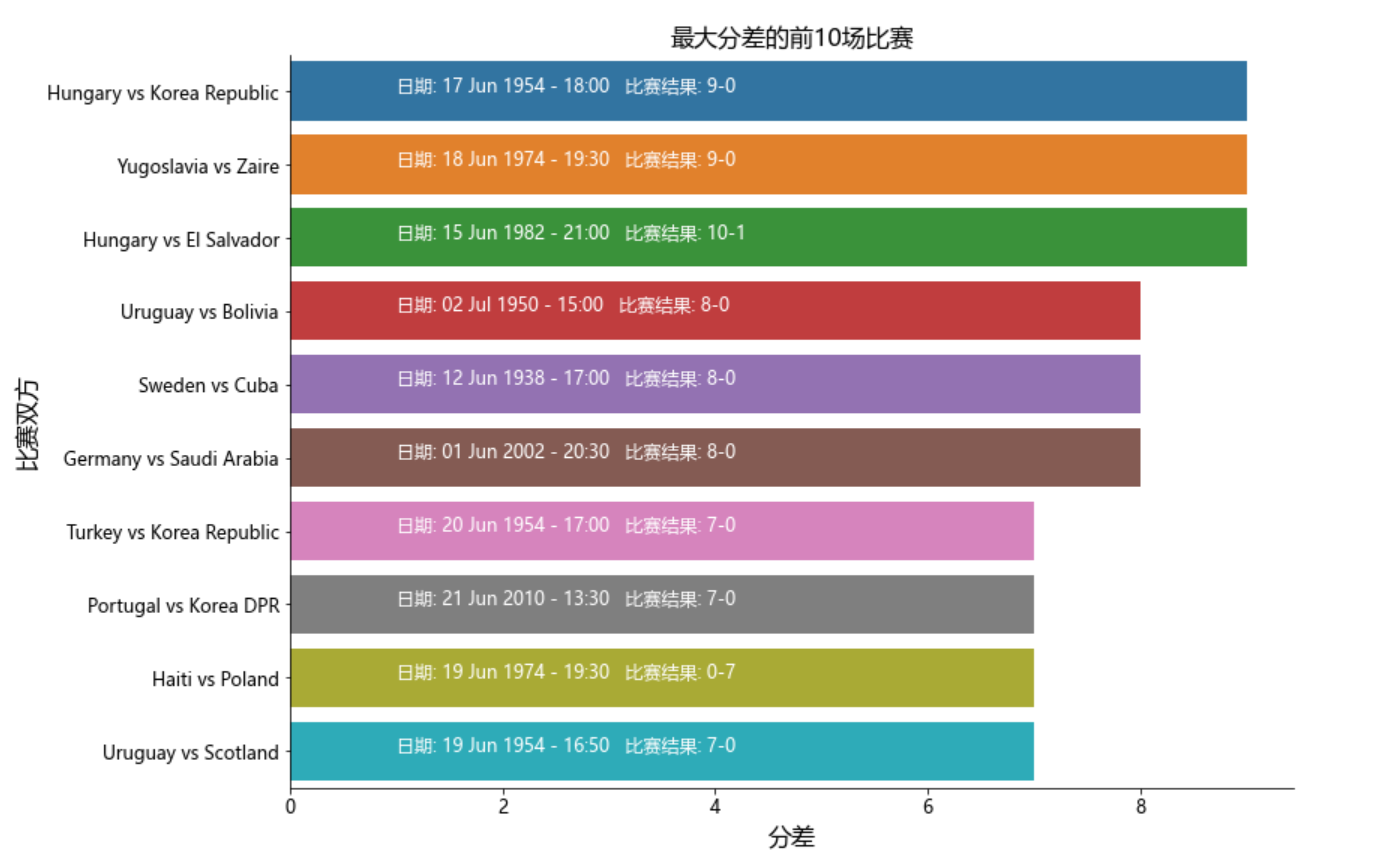 最大分差的前10场比赛
比赛双方
Hungary vs Korea Republic 日期: 17 Jun 1954 - 18:00 比赛结果: 9-0
Yugoslavia vs Zaire 日期: 18 Jun 1974 - 19:30 比赛结果: 9-0
Hungary vs El Salvador 日期: 15 Jun 1982 - 21:00 比赛结果: 10-1
Uruguay vs Bolivia 日期: 02 Jul 1950 - 15:00 比赛结果: 8-0
Sweden vs Cuba 日期: 12 Jun 1938 - 17:00 比赛结果: 8-0
Germany vs Saudi Arabia 日期: 01 Jun 2002 - 20:30 比赛结果: 8-0
Turkey vs Korea Republic 日期: 20 Jun 1954 - 17:00 比赛结果: 7-0
Portugal vs Korea DPR 日期: 21 Jun 2010 - 13:30 比赛结果: 7-0
Haiti vs Poland 日期: 19 Jun 1974 - 19:30 比赛结果: 0-7
Uruguay vs Scotland 日期: 19 Jun 1954 - 16:50 比赛结果: 7-0
0 2 4 6 8
分差